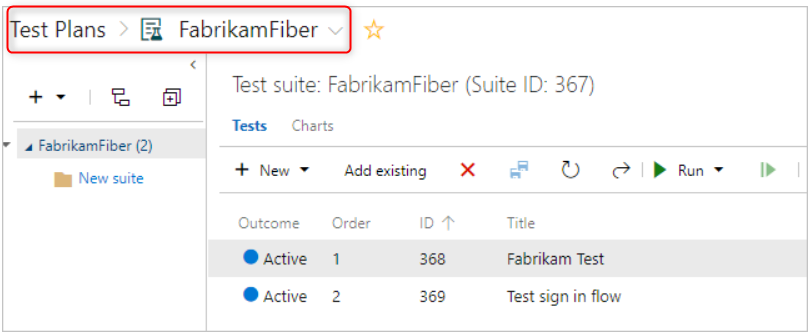 Test Plans > FabrikamFiber
Test suite: FabrikamFiber (Suite ID: 367)
Tests Charts
FabrikamFiber (2)
New suite
New Add existing Run
Outcome Order ID Title
Active 1 368 Fabrikam Test
Active 2 369 Test sign in flow